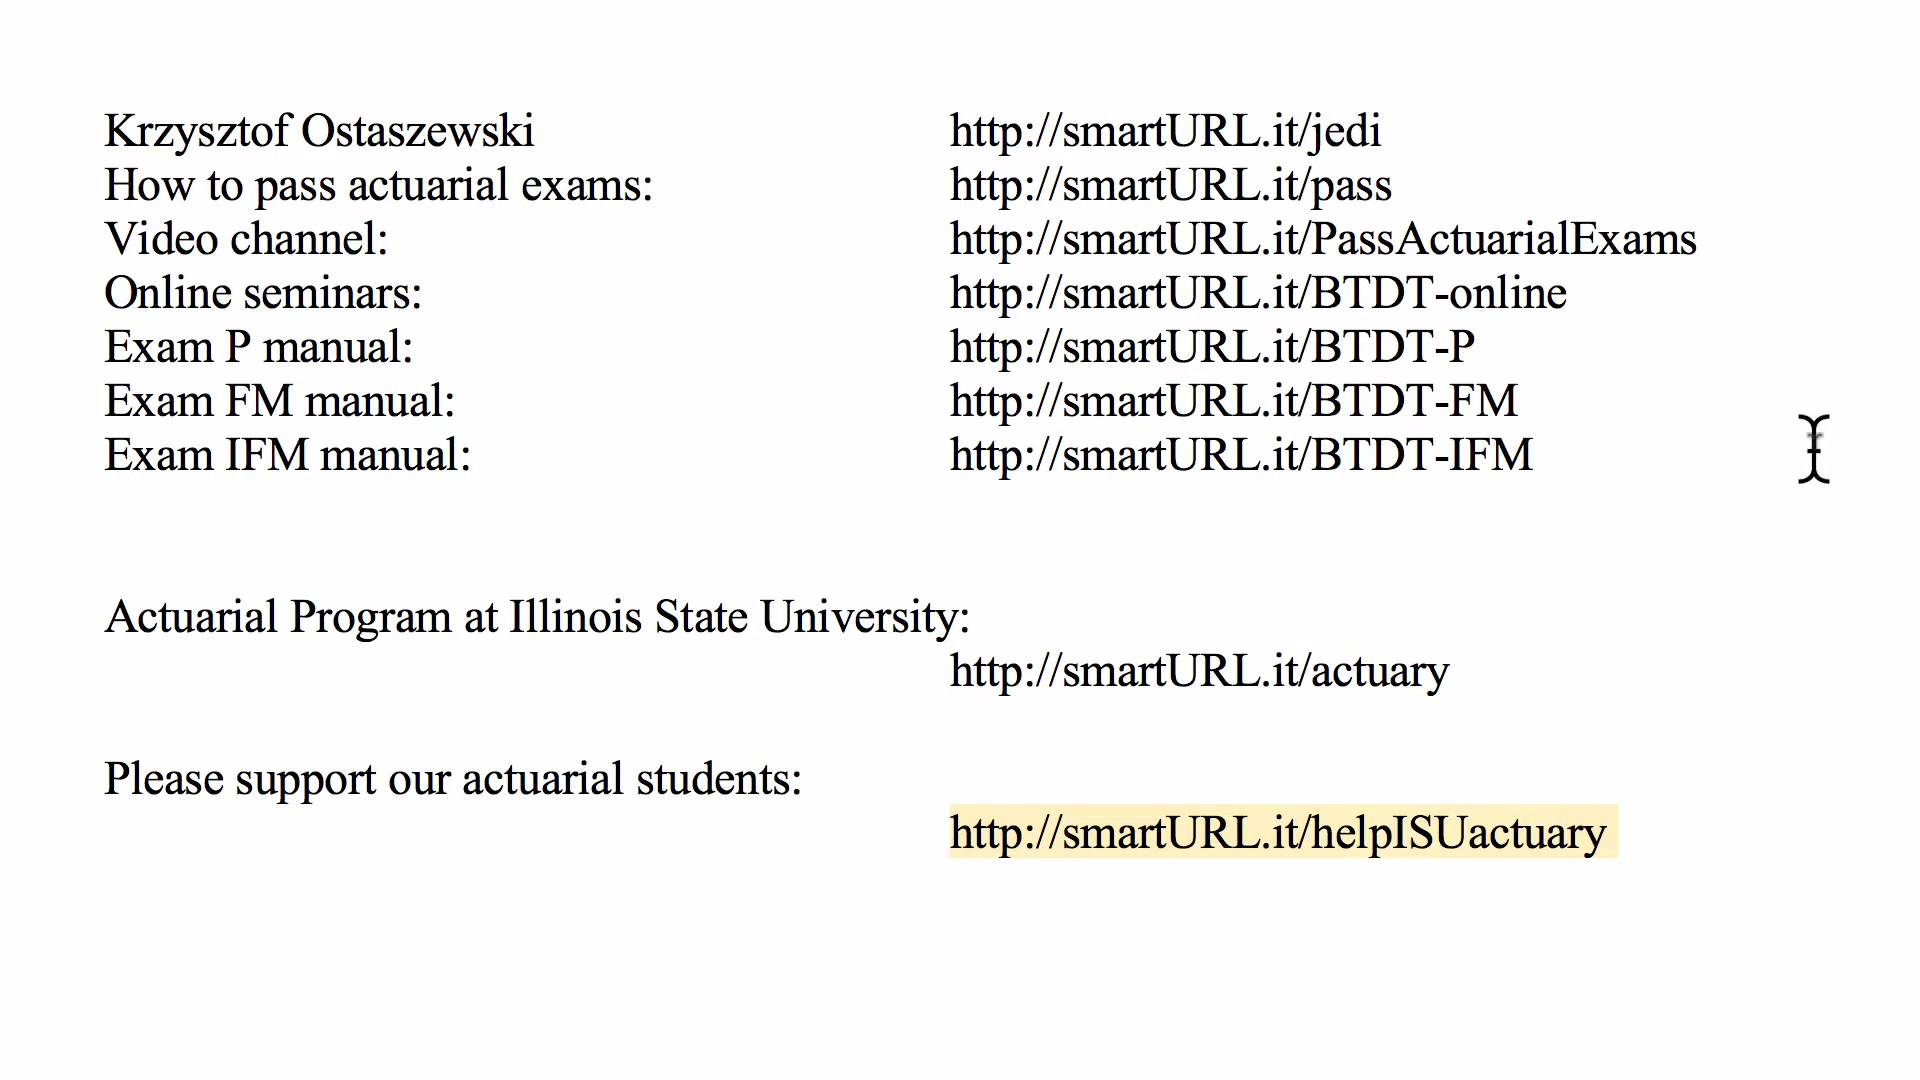 Krzysztof Ostaszewski http://smartURL.it/jedi
How to pass actuarial exams: http://smartURL.it/pass
Video channel: http://smartURL.it/PassActuarialExams
Online seminars: http://smartURL.it/BTDT-online
Exam P manual: http://smartURL.it/BTDT-P
Exam FM manual: http://smartURL.it/BTDT-FM
Exam IFM manual: http://smartURL.it/BTDT-IFM
Actuarial Program at Illinois State University:
http://smartURL.it/actuary
Please support our actuarial students:
http://smartURL.it/helpISUactuary